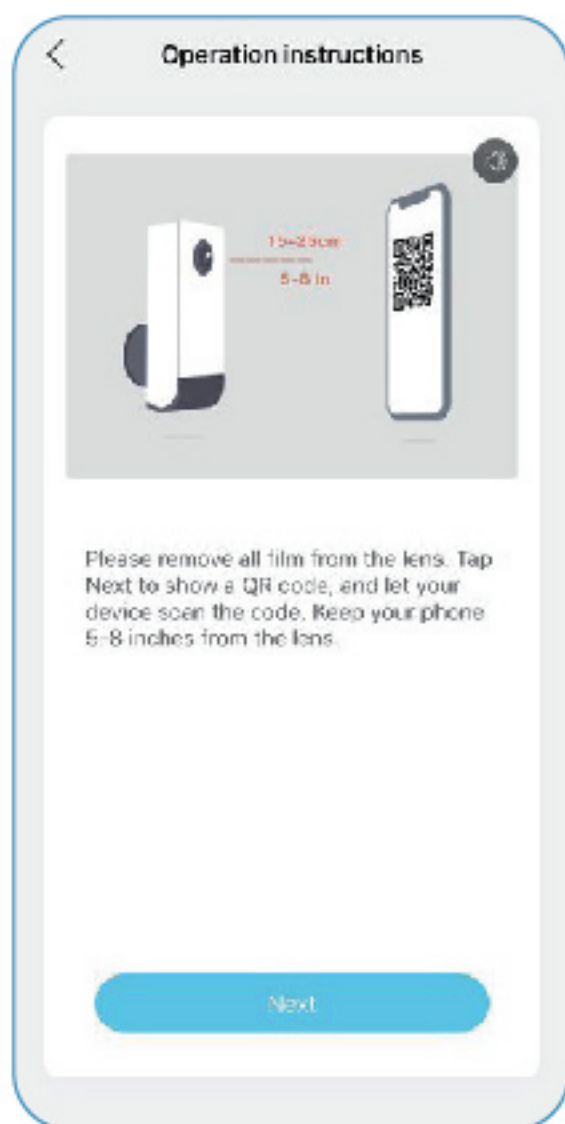 Operation instructions
15-25cm
5-8 in
Please remove all film from the lens. Tap
Next to show a QR code, and let your
device scan the code. Keep your phone
5-8 inches from the lens.
Next